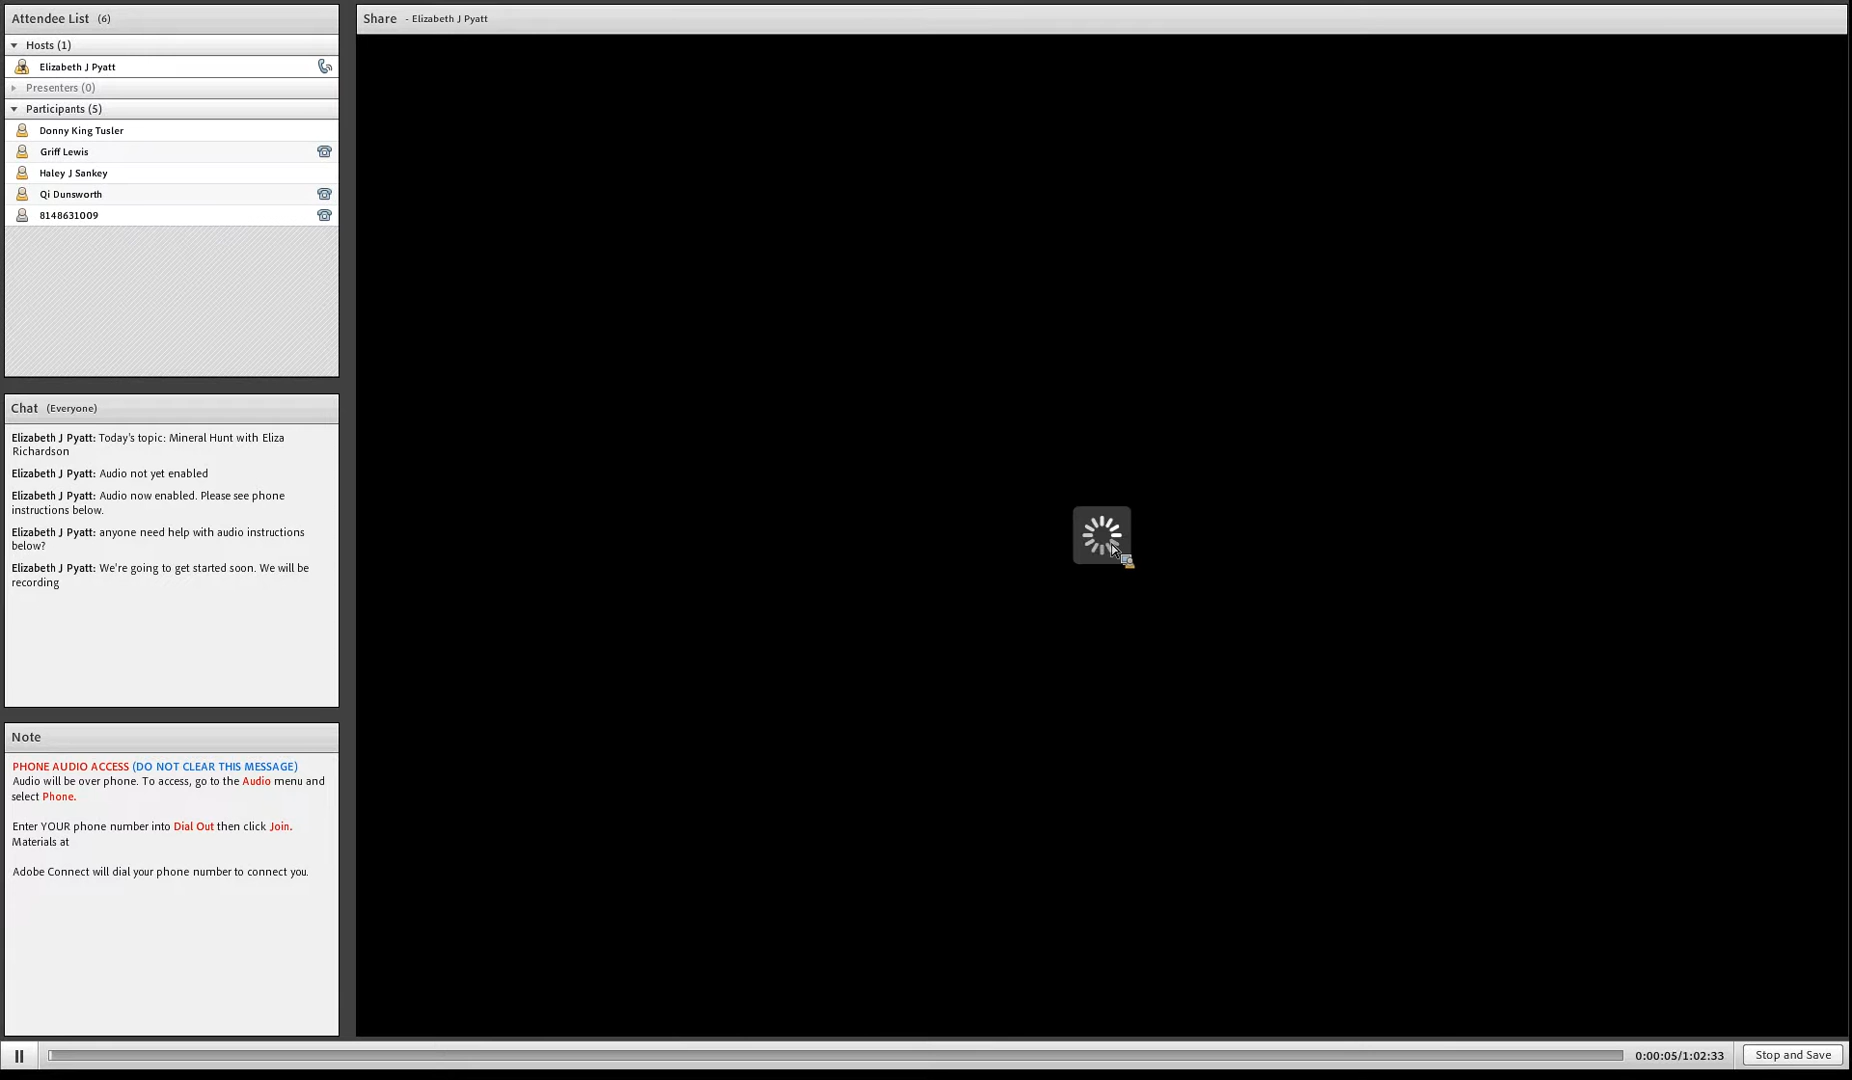 Attendee List (6)
Hosts (1)
Elizabeth J Pyatt
Presenters (0)
Participants (5)
Donny King Tusler
Griff Lewis
Haley J Sankey
Qi Dunsworth
8148631009
Chat (Everyone)
Elizabeth J Pyatt: Today's topic: Mineral Hunt with Eliza
Richardson
Elizabeth J Pyatt: Audio not yet enabled
Elizabeth J Pyatt: Audio now enabled. Please see phone
instructions below.
Elizabeth J Pyatt: anyone need help with audio instructions
below?
Elizabeth J Pyatt: We're going to get started soon. We will be
recording
Note
PHONE AUDIO ACCESS (DO NOT CLEAR THIS MESSAGE)
Audio will be over phone. To access, go to the Audio menu and
select Phone.
Enter YOUR phone number into Dial Out then click Join.
Materials at
Adobe Connect will dial your phone number to connect you.
Share - Elizabeth J Pyatt
0:00:05/1:02:33
Stop and Save